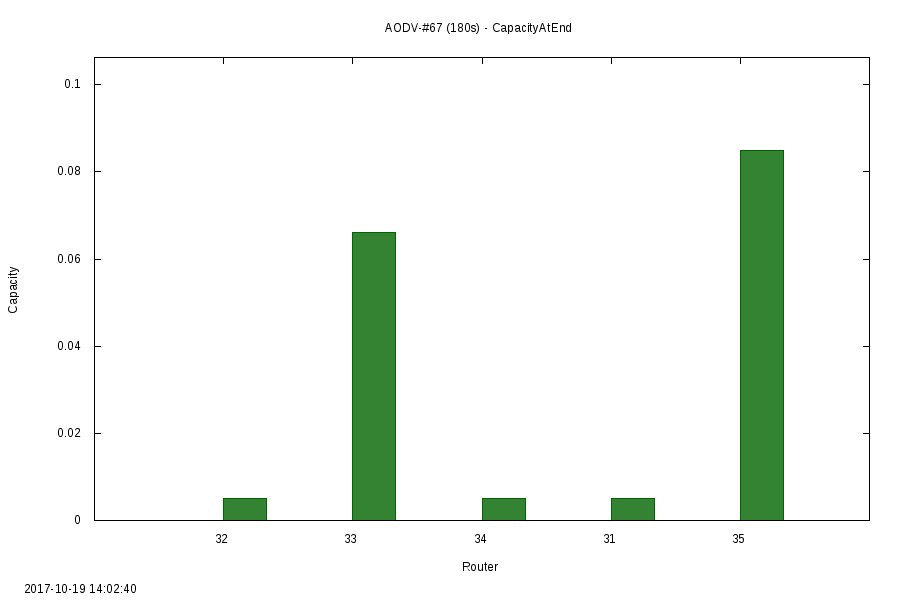 AODV-#67 (180s) - CapacityAtEnd
0.1
0.08
0.06
0.04
0.02
0
Capacity
32 33 34 31 35
Router
2017-10-19 14:02:40